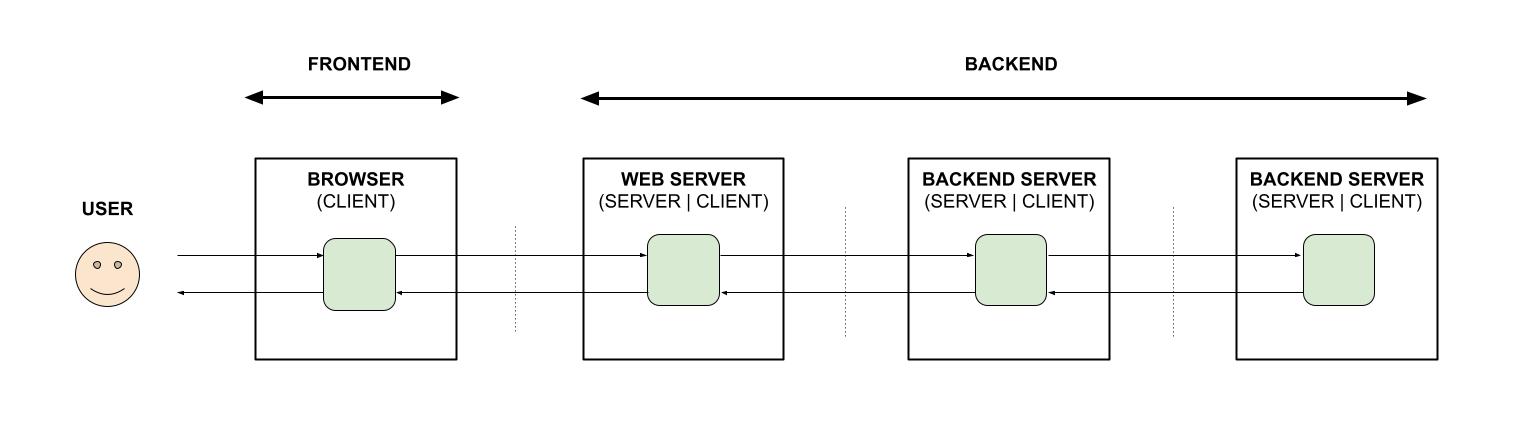 FRONTEND
BACKEND
USER
BROWSER
(CLIENT)
WEB SERVER
(SERVER | CLIENT)
BACKEND SERVER
(SERVER | CLIENT)
BACKEND SERVER
(SERVER | CLIENT)